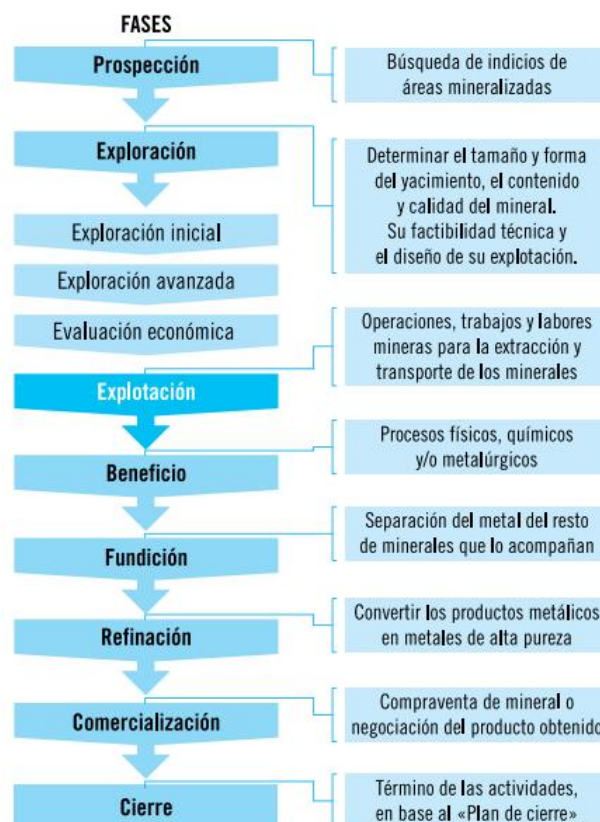 FASES
Prospección
Búsqueda de indicios de
áreas mineralizadas
Exploración
Determinar el tamaño y forma
del yacimiento, el contenido
y calidad del mineral.
Su factibilidad técnica y
el diseño de su explotación.
Exploración inicial
Exploración avanzada
Evaluación económica
Explotación
Operaciones, trabajos y labores
mineras para la extracción y
transporte de los minerales
Beneficio
Procesos físicos, químicos
y/o metalúrgicos
Fundición
Separación del metal del resto
de minerales que lo acompañan
Refinación
Convertir los productos metálicos
en metales de alta pureza
Comercialización
Compraventa de mineral o
negociación del producto obtenido
Cierre
Término de las actividades,
en base al «Plan de cierre»